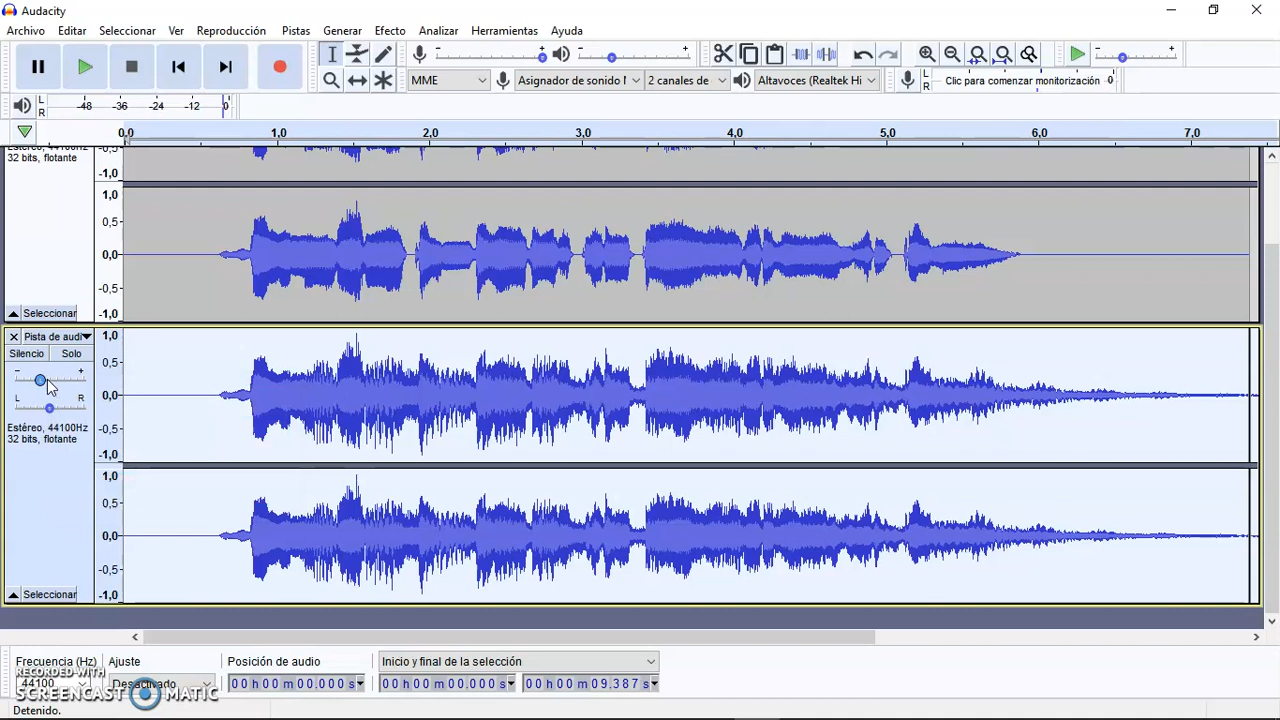 Audacity
Archivo Editar Seleccionar Ver Reproducción Pistas Generar Efecto Analizar Herramientas Ayuda
MME Asignador de sonido 2 canales de Altavoces (Realtek Hi L R Clic para comenzar monitorización 0
L R -48 -36 -24 -12 0
0,0 1,0 2,0 3,0 4,0 5,0 6,0 7,0
Estéreo, 44100Hz
32 bits, flotante
-0,5
-1,0
1,0
0,5
0,0
-0,5
-1,0
Seleccionar
Pista de audi
Silencio Solo
- +
L R
Estéreo, 44100Hz
32 bits, flotante
1,0
0,5
0,0
-0,5
-1,0
1,0
0,5
0,0
-0,5
-1,0
Seleccionar
Frecuencia (Hz) Ajuste Posición de audio Inicio y final de la selección
RECORDED WITH
44100 Desactivado 00 h 00 m 00.000 s 00 h 00 m 00.000 s 00 h 00 m 09.387 s
SCREENCAST MATIC
Detenido.